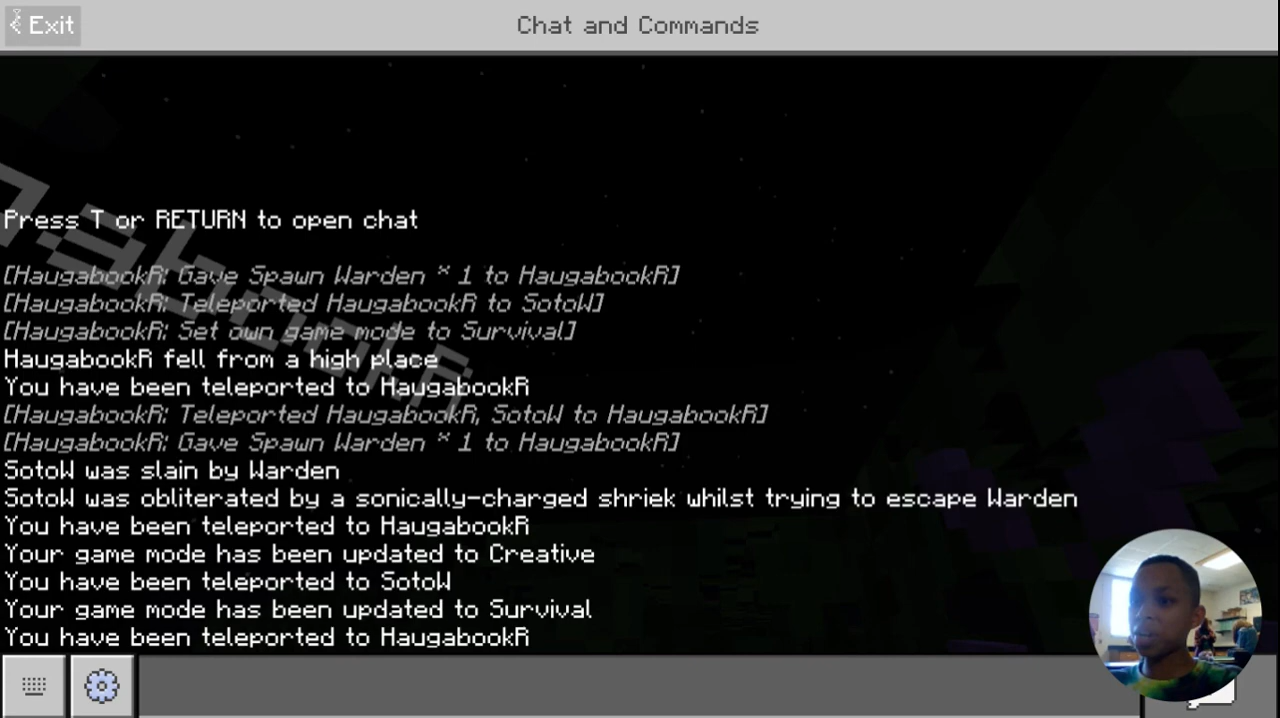 Exit
Chat and Commands
Press T or RETURN to open chat
[HaugabookR: Gave Spawn Warden * 1 to HaugabookR]
[HaugabookR: Teleported HaugabookR to SotoW]
[HaugabookR: Set own game mode to Survival]
HaugabookR fell from a high place
You have been teleported to HaugabookR
[HaugabookR: Teleported HaugabookR, SotoW to HaugabookR]
[HaugabookR: Gave Spawn Warden * 1 to HaugabookR]
SotoW was slain by Warden
SotoW was obliterated by a sonically-charged shriek whilst trying to escape Warden
You have been teleported to HaugabookR
Your game mode has been updated to Creative
You have been teleported to SotoW
Your game mode has been updated to Survival
You have been teleported to HaugabookR